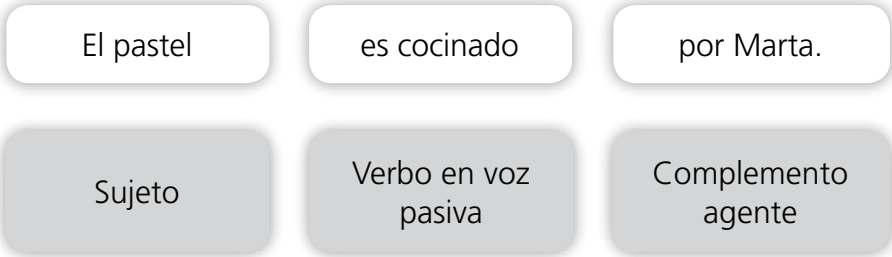 El pastel
es cocinado
por Marta.
Sujeto
Verbo en voz
pasiva
Complemento
agente